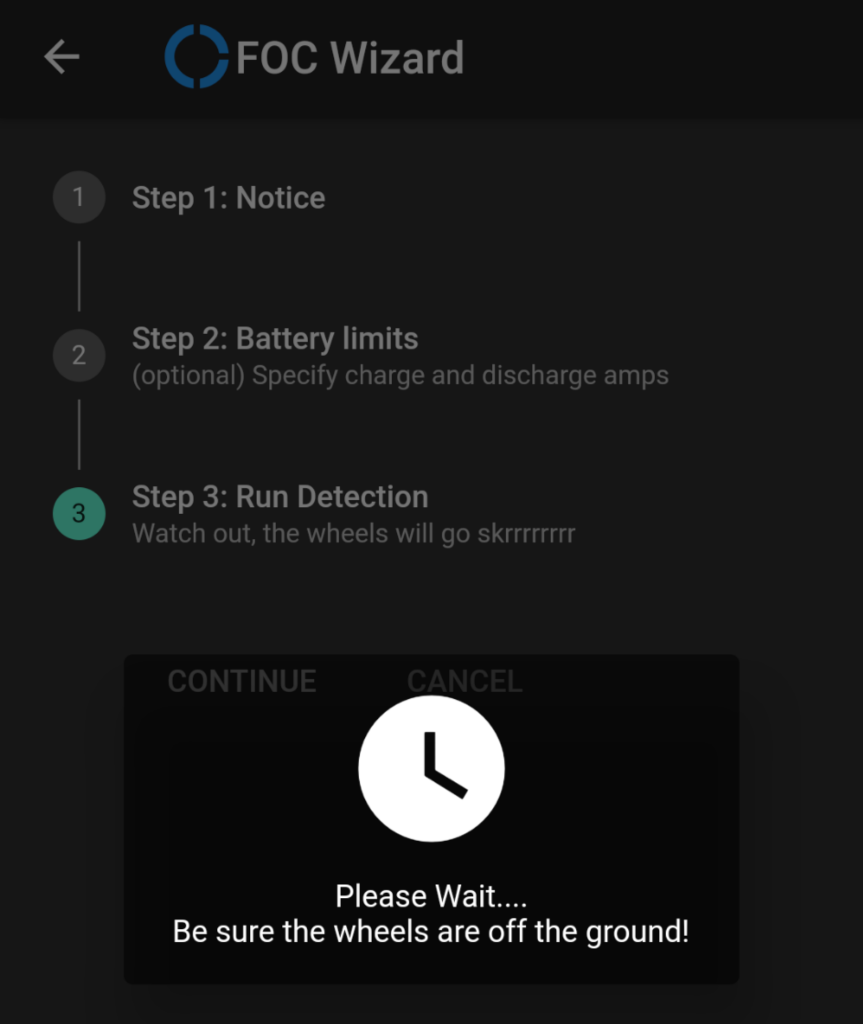 FOC Wizard
1
Step 1: Notice
2
Step 2: Battery limits
(optional) Specify charge and discharge amps
3
Step 3: Run Detection
Watch out, the wheels will go skrrrrrrrr
CONTINUE
CANCEL
Please Wait....
Be sure the wheels are off the ground!